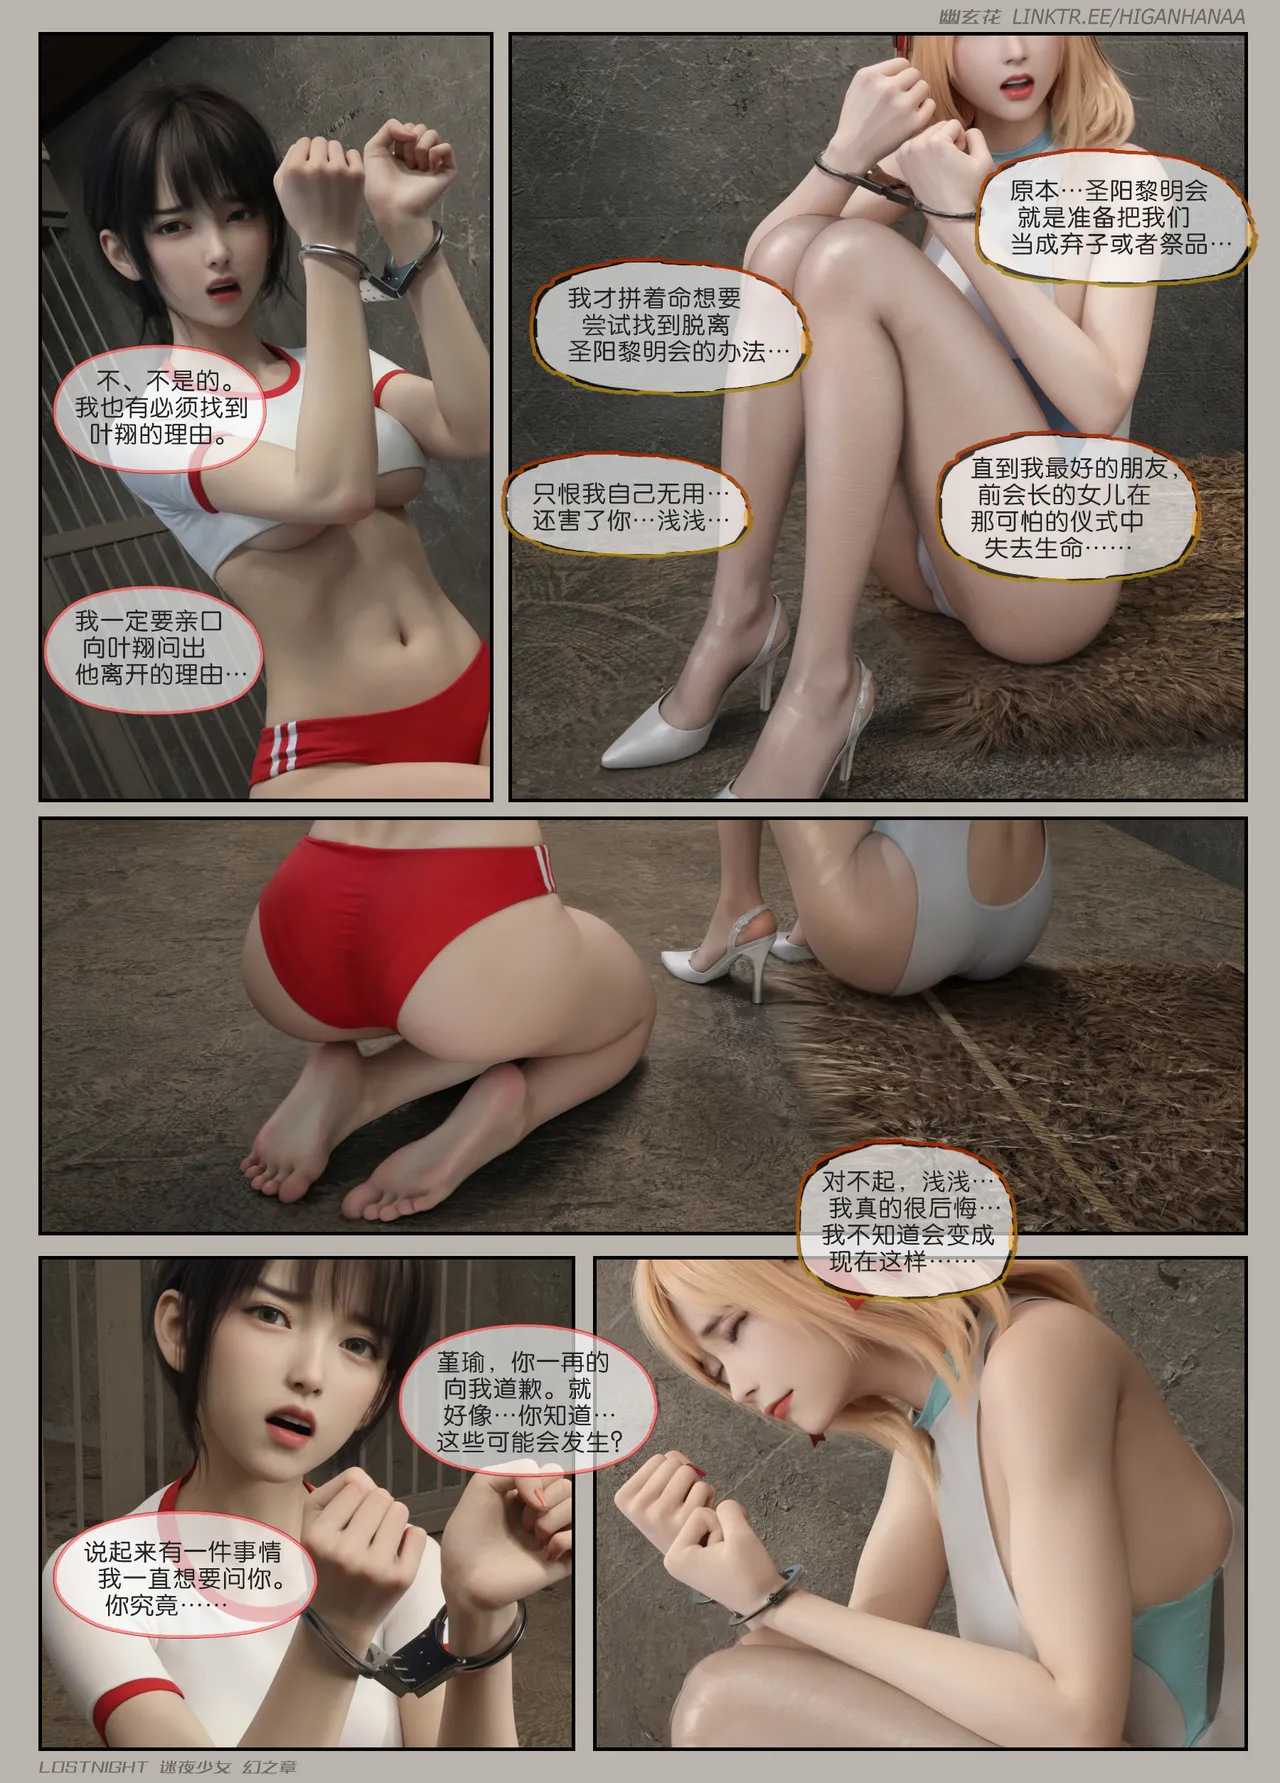 幽玄花 LINKTR.EE/HIGANHANAA
不、不是的。
我也有必须找到
叶翔的理由。
我一定要亲口
向叶翔问出
他离开的理由…
原本…圣阳黎明会
就是准备把我们
当成弃子或者祭品…
我才拼着命想要
尝试找到脱离
圣阳黎明会的办法…
直到我最好的朋友，
前会长的女儿在
那可怕的仪式中
失去生命……
只恨我自己无用…
还害了你…浅浅…
对不起，浅浅…
我真的很后悔…
我不知道会变成
现在这样……
堇瑜，你一再的
向我道歉。就
好像…你知道…
这些可能会发生？
说起来有一件事情
我一直想要问你。
你究竟……
LOSTNIGHT 迷夜少女 幻之章